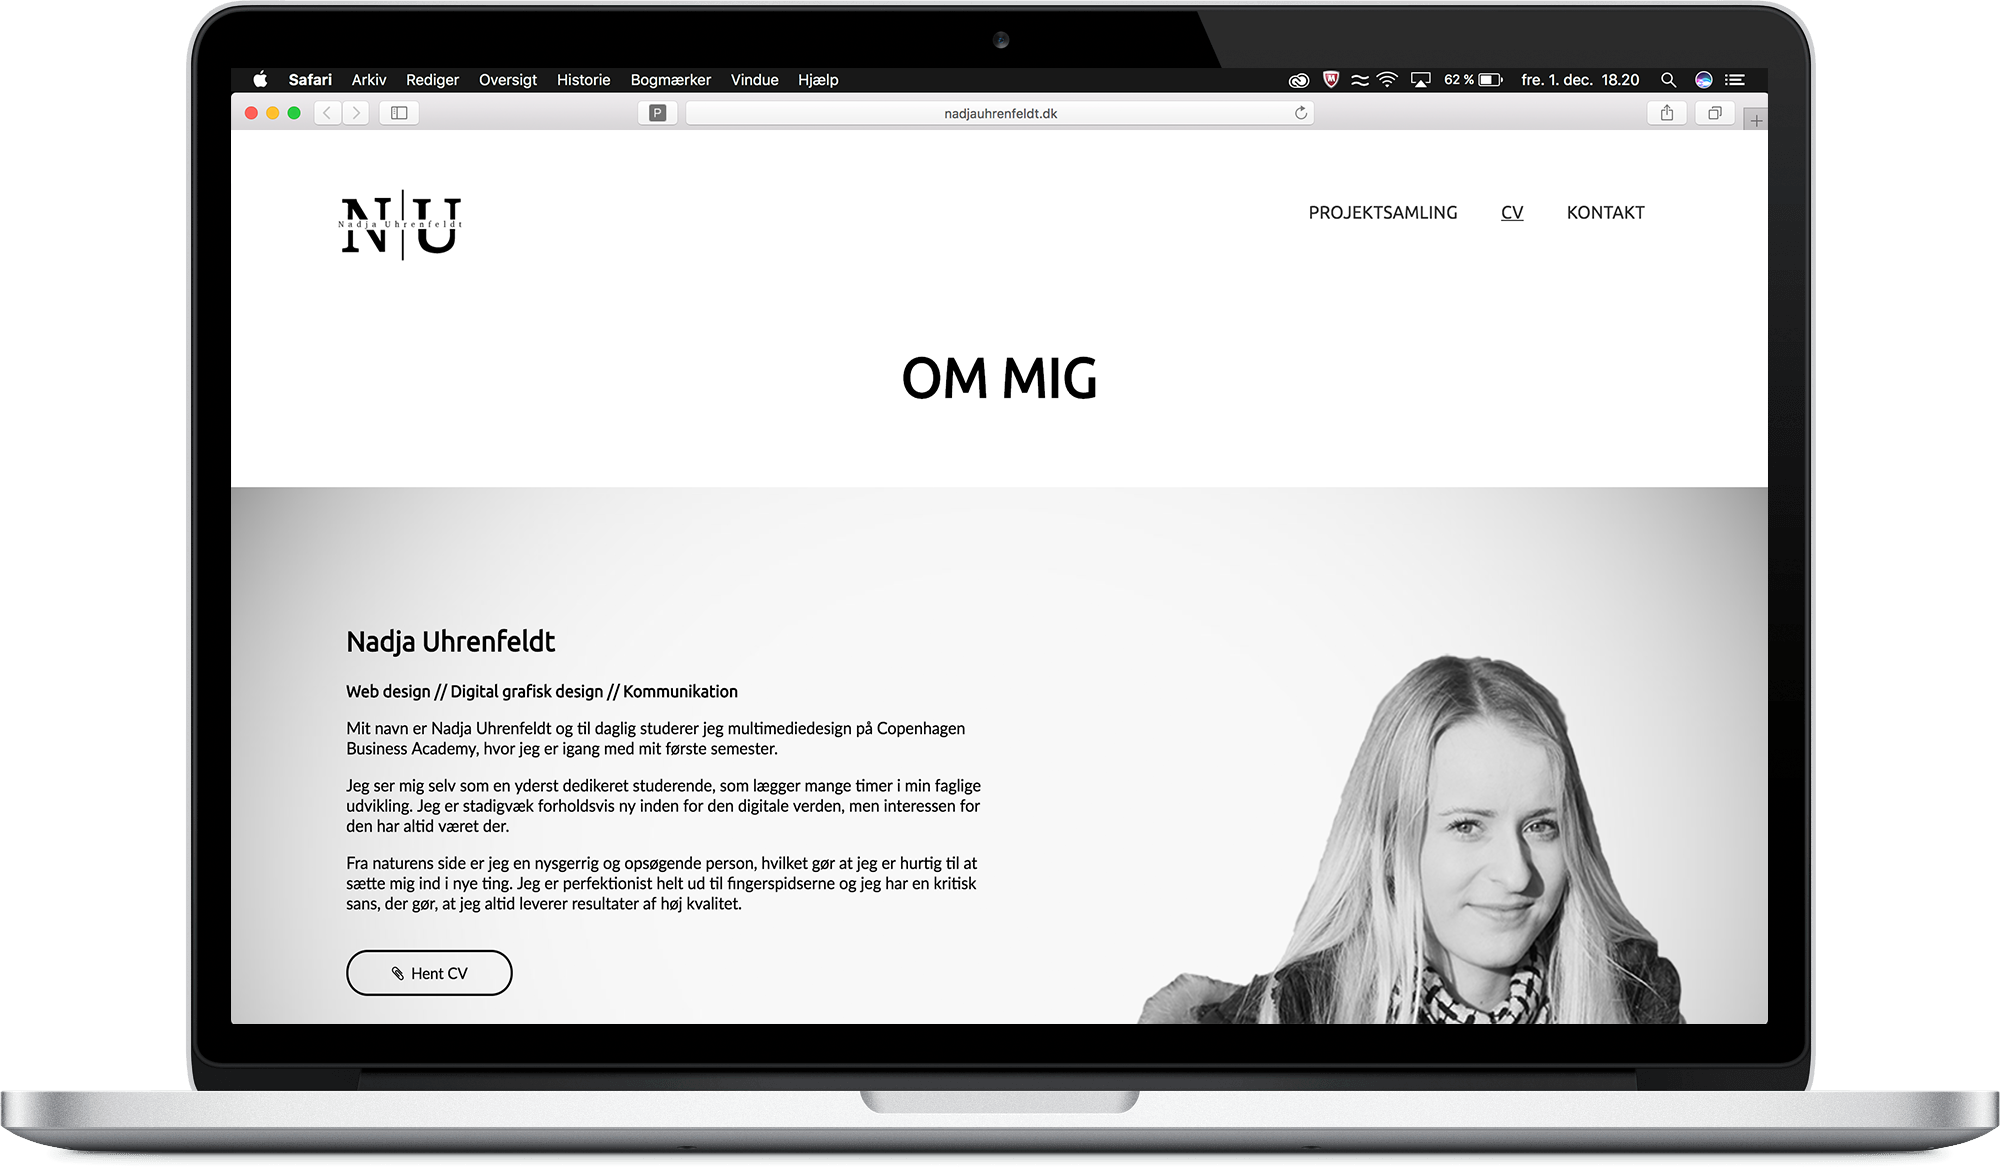 Safari Arkiv Rediger Oversigt Historie Bogmærker Vindue Hjælp 62 % fre. 1. dec. 18.20
P nadjauhrenfeldt.dk
N|U
Nadja Uhrenfeldt
PROJEKTSAMLING CV KONTAKT
OM MIG
Nadja Uhrenfeldt
Web design // Digital grafisk design // Kommunikation
Mit navn er Nadja Uhrenfeldt og til daglig studerer jeg multimediedesign på Copenhagen
Business Academy, hvor jeg er igang med mit første semester.
Jeg ser mig selv som en yderst dedikeret studerende, som lægger mange timer i min faglige
udvikling. Jeg er stadigvæk forholdsvis ny inden for den digitale verden, men interessen for
den har altid været der.
Fra naturens side er jeg en nysgerrig og opsøgende person, hvilket gør at jeg er hurtig til at
sætte mig ind i nye ting. Jeg er perfektionist helt ud til fingerspidserne og jeg har en kritisk
sans, der gør, at jeg altid leverer resultater af høj kvalitet.
Hent CV